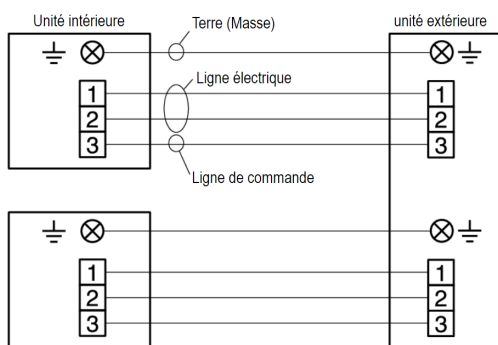 Unité intérieure
Terre (Masse)
unité extérieure
Ligne électrique
1 1
2 2
3 3
Ligne de commande
1 1
2 2
3 3